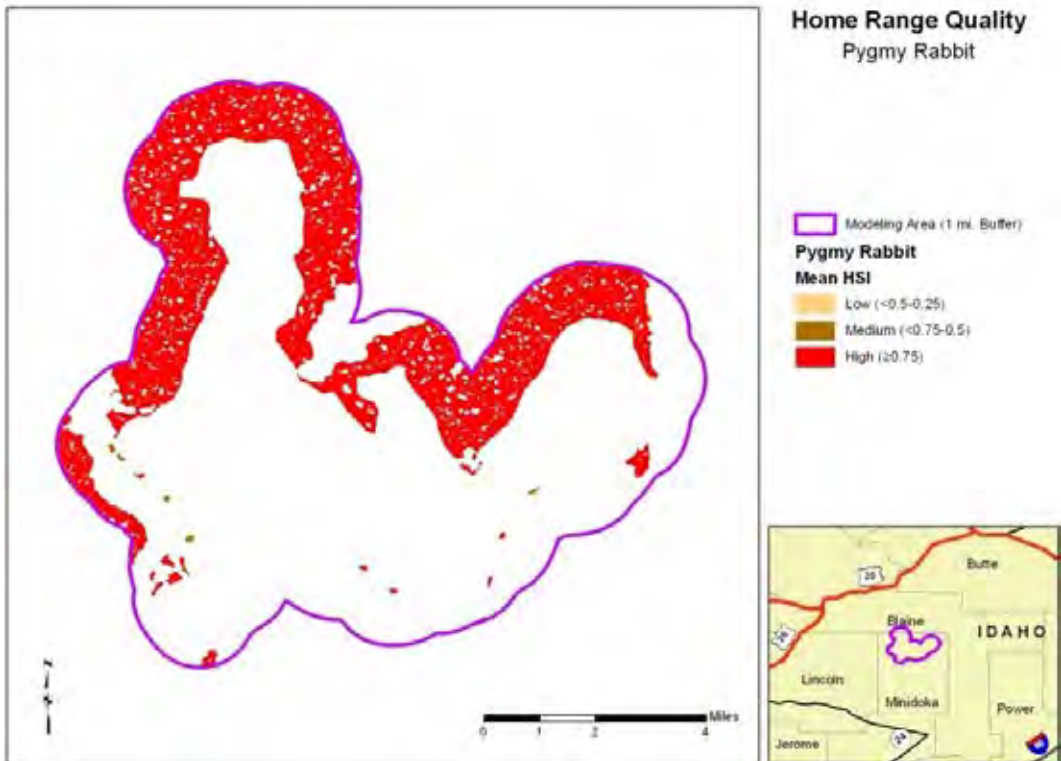 Home Range Quality
Pygmy Rabbit
Modeling Area (1 mi. Buffer)
Pygmy Rabbit
Mean HSI
Low (<0.5-0.25)
Medium (<0.75-0.5)
High (≥0.75)
Miles
0 1 2 4
Butte
20
Blaine
IDAHO
26
Lincoln
Minidoka
Power
24
Jerome